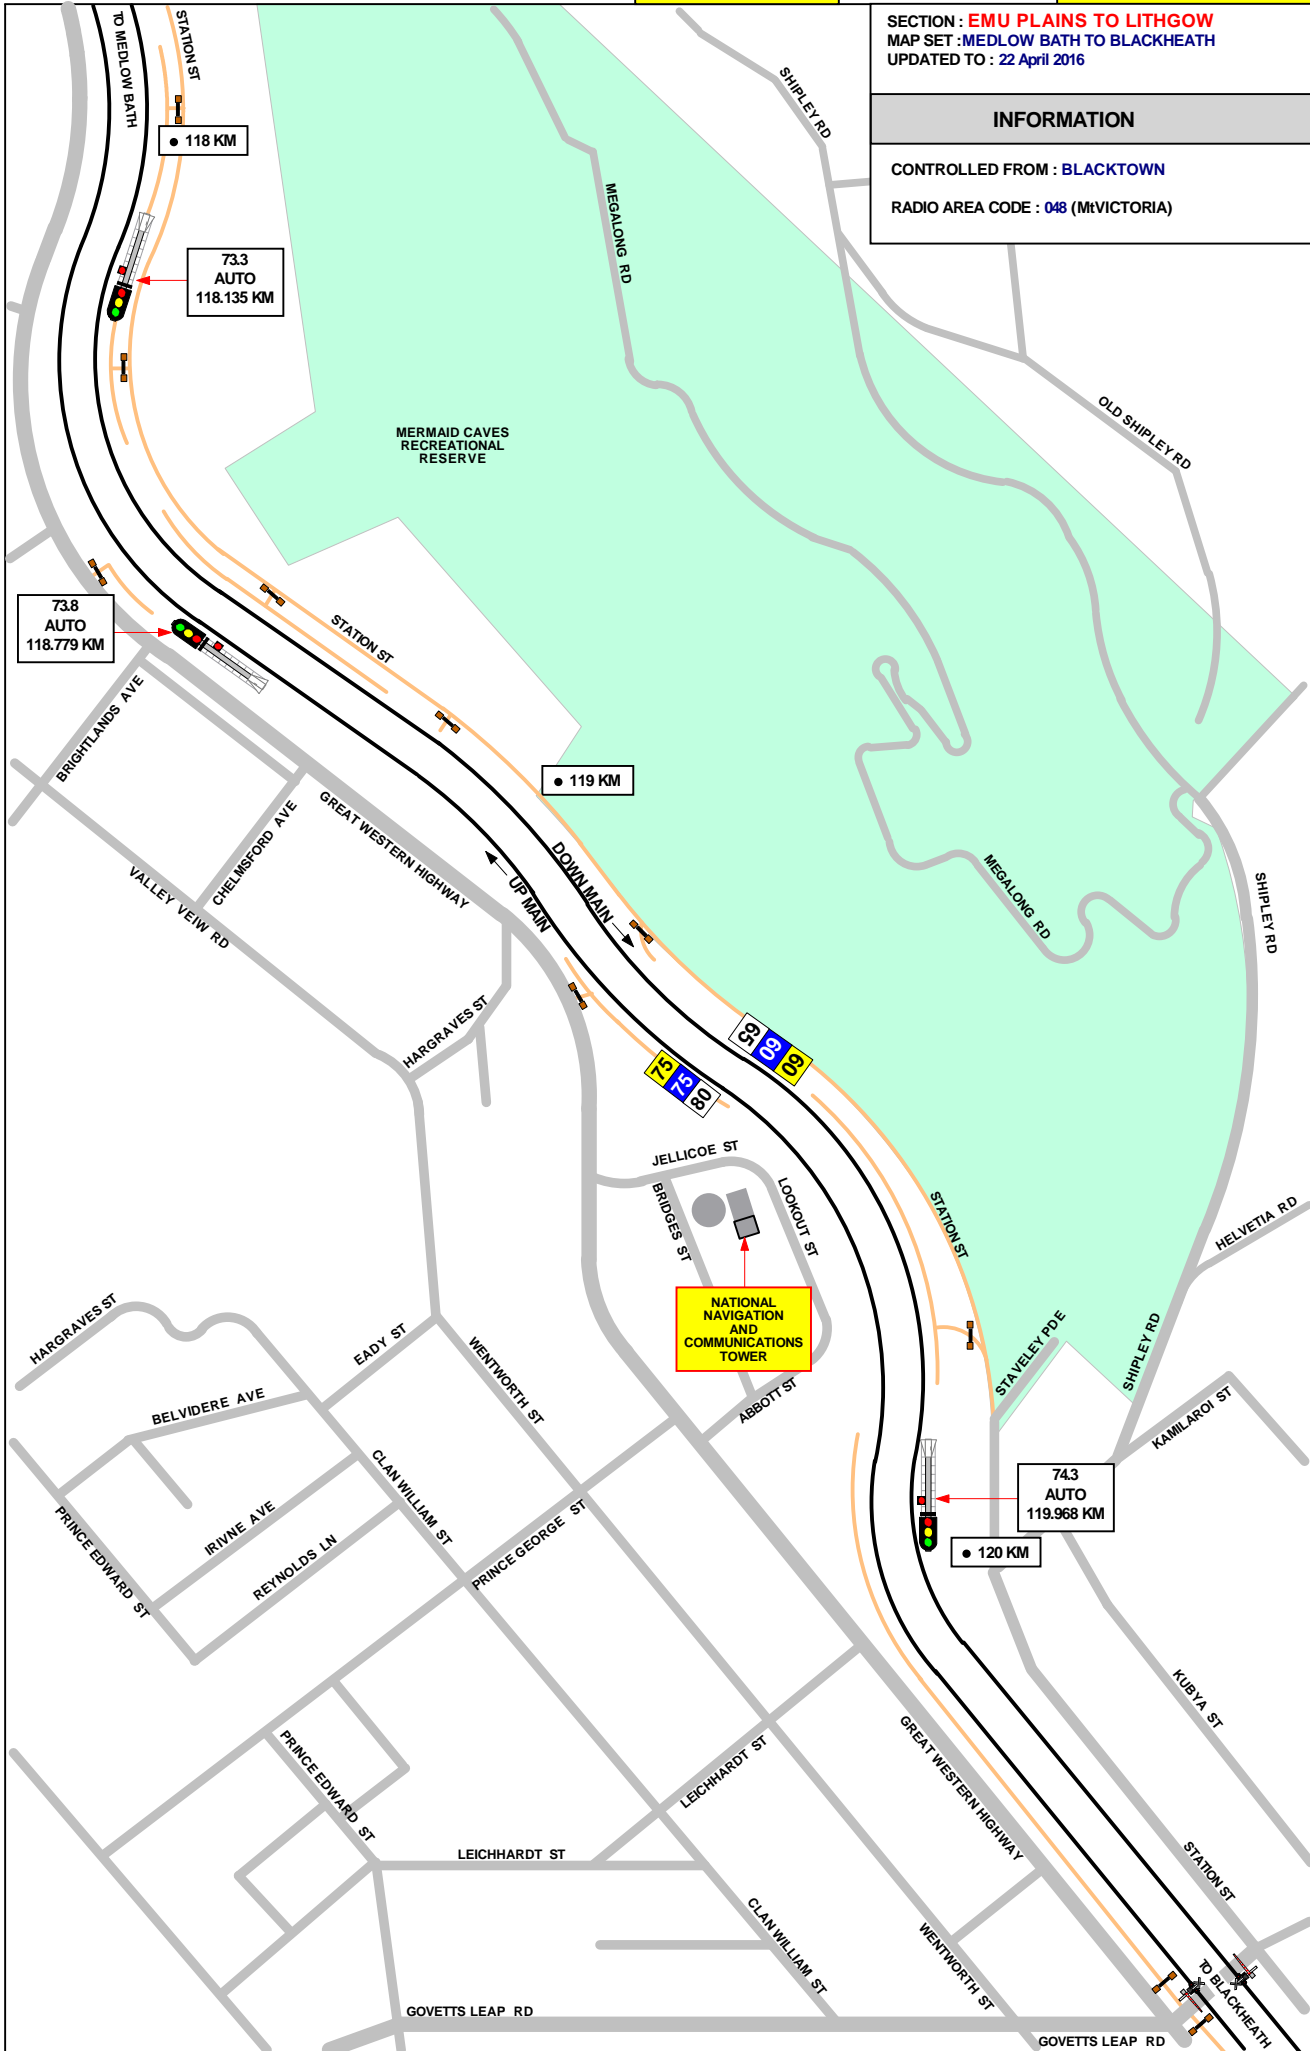 SECTION : EMU PLAINS TO LITHGOW
MAP SET :MEDLOW BATH TO BLACKHEATH
UPDATED TO : 22 April 2016
INFORMATION
CONTROLLED FROM : BLACKTOWN
RADIO AREA CODE : 048 (MtVICTORIA)
TO MEDLOW BATH
STATION ST
118 KM
SHIPLEY RD
MEGALONG RD
73.3
AUTO
118.135 KM
OLD SHIPLEY RD
MERMAID CAVES
RECREATIONAL
RESERVE
73.8
AUTO
118.779 KM
STATION ST
BRIGHTLANDS AVE
119 KM
CHELMSFORD AVE
GREAT WESTERN HIGHWAY
VALLEY VEIW RD
UP MAIN
DOWN MAIN
MEGALONG RD
SHIPLEY RD
HARGRAVES ST
65
60
60
75
75
80
JELLICOE ST
BRIDGES ST
LOOKOUT ST
STATION ST
HELVETIA RD
NATIONAL
NAVIGATION
AND
COMMUNICATIONS
TOWER
HARGRAVES ST
EADY ST
WENTWORTH ST
STAVELEY PDE
SHIPLEY RD
BELVIDERE AVE
ABBOTT ST
KAMILAROI ST
CLAN WILLIAM ST
74.3
AUTO
119.968 KM
PRINCE EDWARD ST
IRIVNE AVE
REYNOLDS LN
PRINCE GEORGE ST
120 KM
KUBYA ST
PRINCE EDWARD ST
LEICHHARDT ST
GREAT WESTERN HIGHWAY
LEICHHARDT ST
STATION ST
CLAN WILLIAM ST
WENTWORTH ST
TO BLACKHEATH
GOVETTS LEAP RD
GOVETTS LEAP RD